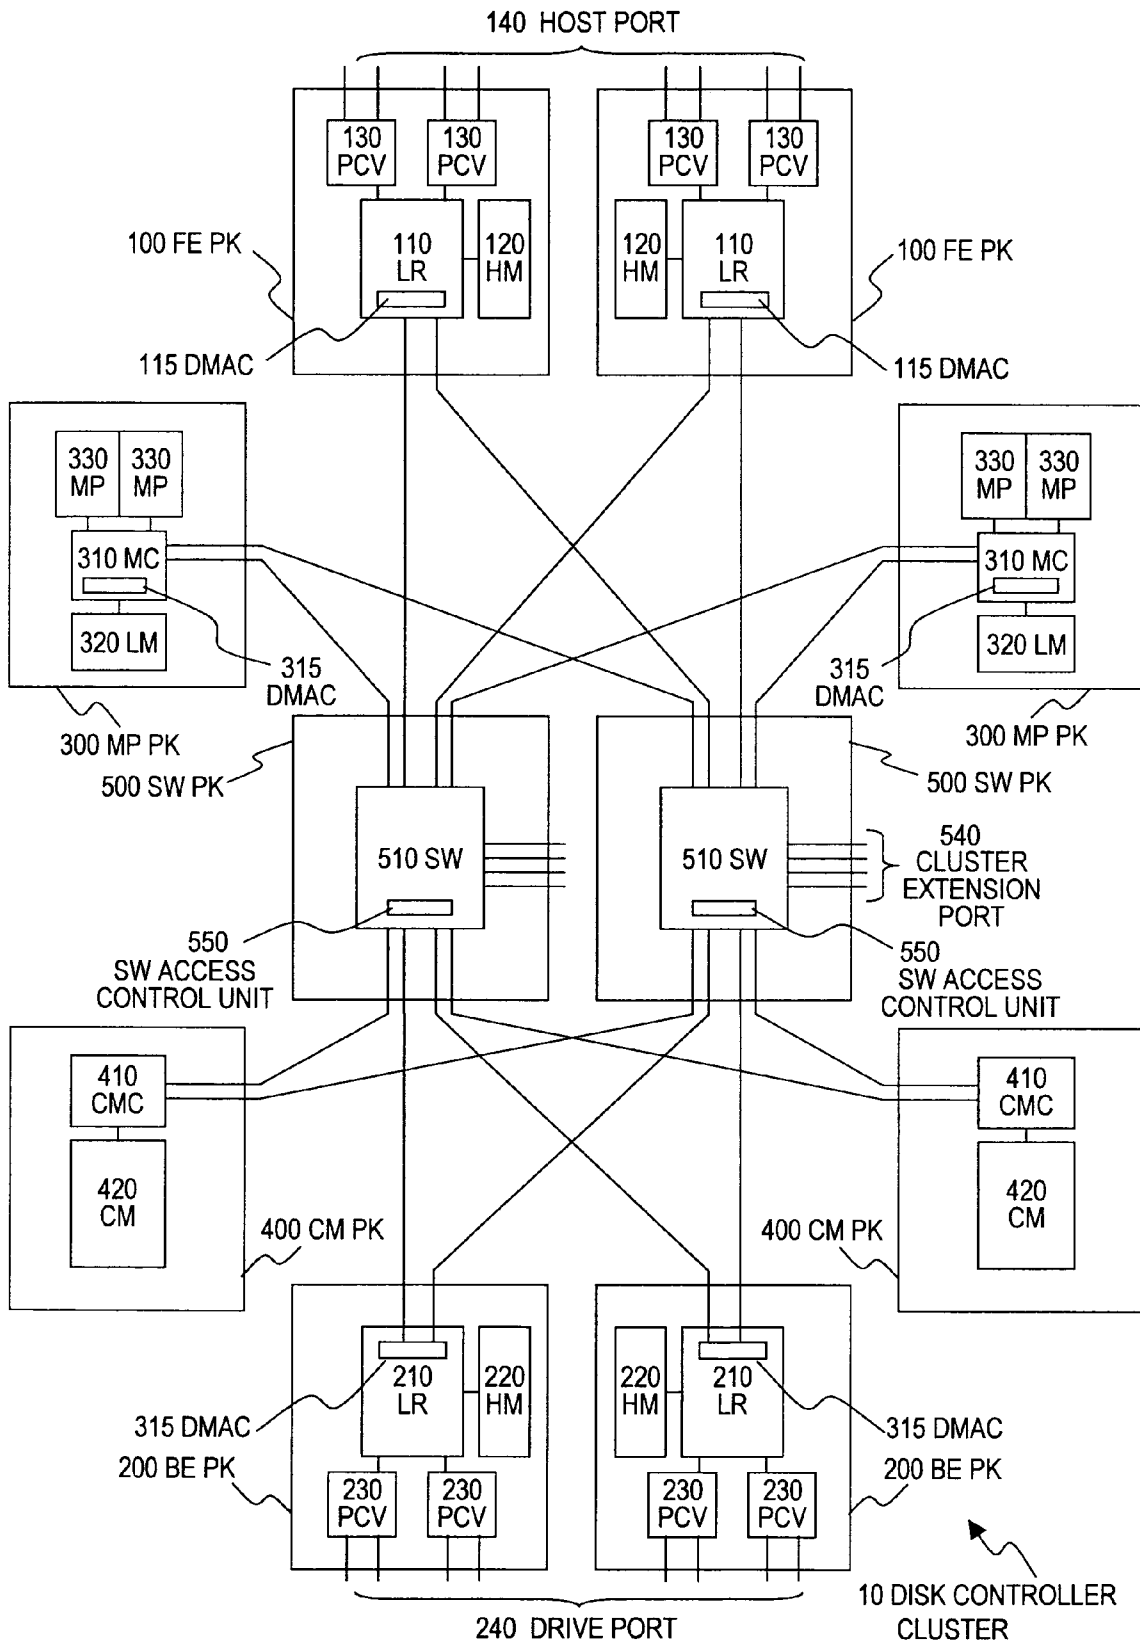 140 HOST PORT
130
PCV
130
PCV
130
PCV
130
PCV
100 FE PK
110
LR
120
HM
120
HM
110
LR
100 FE PK
115 DMAC
115 DMAC
330
MP
330
MP
330
MP
330
MP
310 MC
310 MC
320 LM
320 LM
315
DMAC
315
DMAC
300 MP PK
300 MP PK
500 SW PK
500 SW PK
510 SW
510 SW
540
CLUSTER
EXTENSION
PORT
550
SW ACCESS
CONTROL UNIT
550
SW ACCESS
CONTROL UNIT
410
CMC
410
CMC
420
CM
420
CM
400 CM PK
400 CM PK
210
LR
220
HM
220
HM
210
LR
315 DMAC
315 DMAC
200 BE PK
200 BE PK
230
PCV
230
PCV
230
PCV
230
PCV
240 DRIVE PORT
10 DISK CONTROLLER
CLUSTER